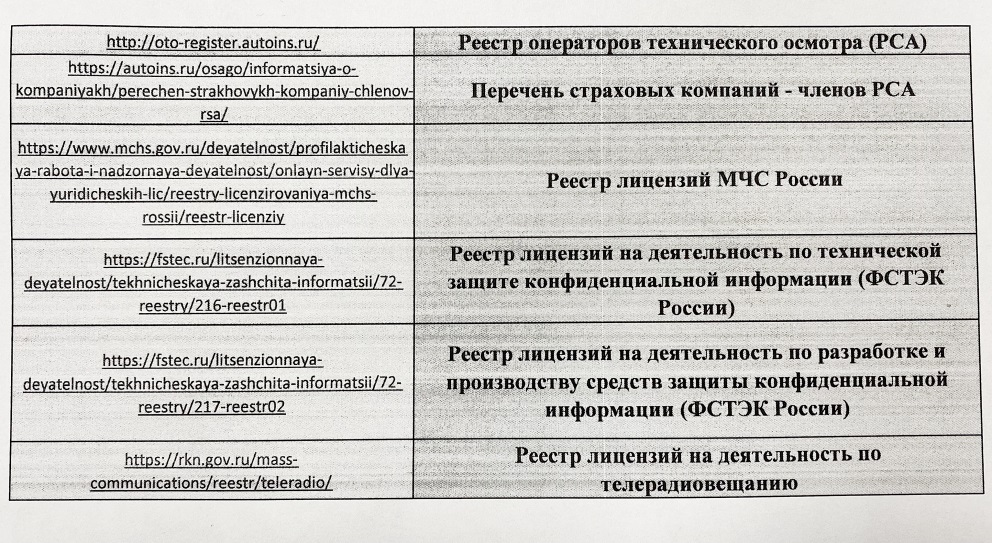 http://oto-register.autoins.ru/
Реестр операторов технического осмотра (РСА)
https://autoins.ru/osago/informatsiya-o-
kompaniyakh/perechen-strakhovykh-kompaniy-chlenov-
rsa/
Перечень страховых компаний - членов РСА
https://www.mchs.gov.ru/deyatelnost/profilakticheska
ya-rabota-i-nadzornaya-deyatelnost/onlayn-servisy-dlya-
yuridicheskih-lic/reestry-licenzirovaniya-mchs-
rossii/reestr-licenziy
Реестр лицензий МЧС России
https://fstec.ru/litsenzionnaya-
deyatelnost/tekhnicheskaya-zashchita-informatsii/72-
reestry/216-reestr01
Реестр лицензий на деятельность по технической
защите конфиденциальной информации (ФСТЭК
России)
https://fstec.ru/litsenzionnaya-
deyatelnost/tekhnicheskaya-zashchita-informatsii/72-
reestry/217-reestr02
Реестр лицензий на деятельность по разработке и
производству средств защиты конфиденциальной
информации (ФСТЭК России)
https://rkn.gov.ru/mass-
communications/reestr/teleradio/
Реестр лицензий на деятельность по
телерадиовещанию